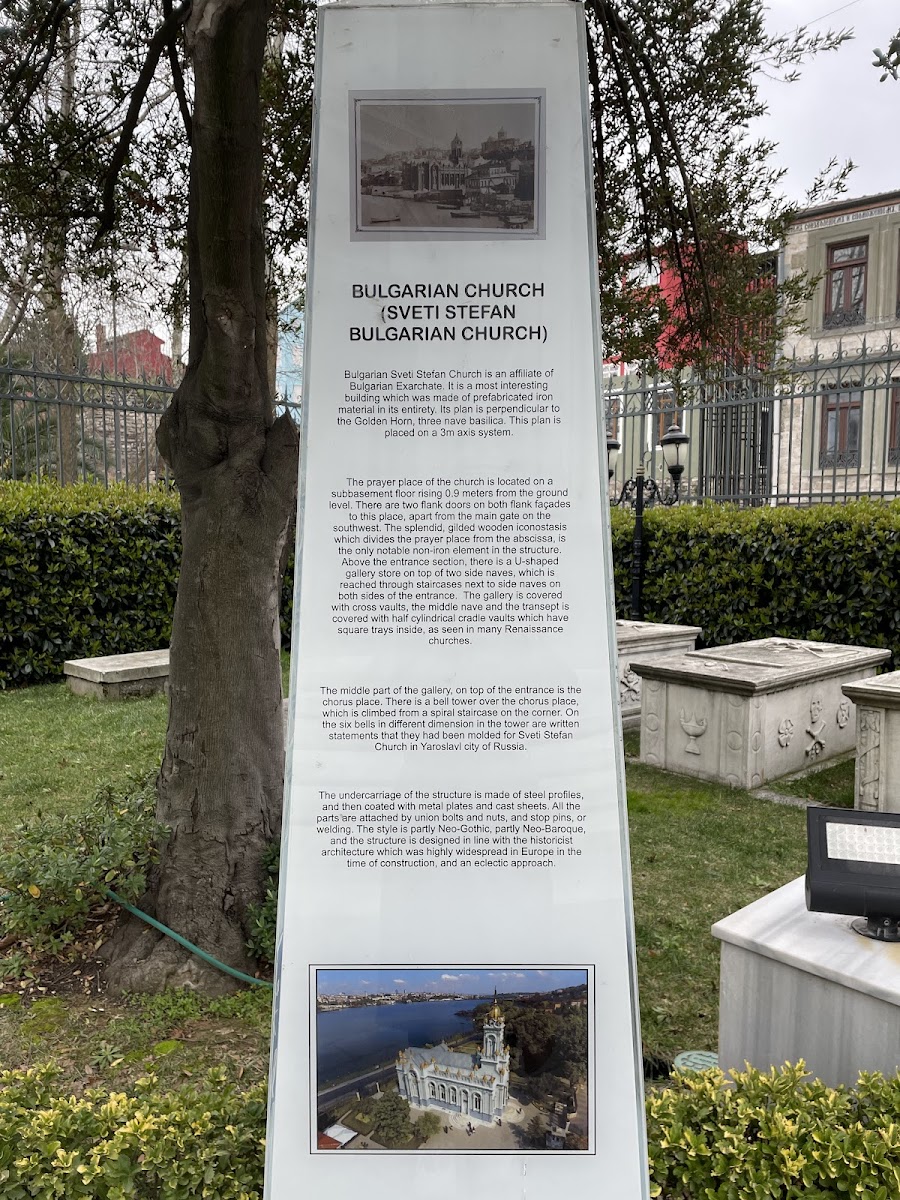 BULGARIAN CHURCH
(SVETI STEFAN
BULGARIAN CHURCH)
Bulgarian Sveti Stefan Church is an affiliate of
Bulgarian Exarchate. It is a most interesting
building which was made of prefabricated iron
material in its entirety. Its plan is perpendicular to
the Golden Horn, three nave basilica. This plan is
placed on a 3m axis system.
The prayer place of the church is located on a
subbasement floor rising 0.9 meters from the ground
level. There are two flank doors on both flank façades
to this place, apart from the main gate on the
southwest. The splendid, gilded wooden iconostasis
which divides the prayer place from the abscissa, is
the only notable non-iron element in the structure.
Above the entrance section, there is a U-shaped
gallery store on top of two side naves, which is
reached through staircases next to side naves on
both sides of the entrance. The gallery is covered
with cross vaults, the middle nave and the transept is
covered with half cylindrical cradle vaults which have
square trays inside, as seen in many Renaissance
churches.
The middle part of the gallery, on top of the entrance is the
chorus place. There is a bell tower over the chorus place,
which is climbed from a spiral staircase on the corner. On
the six bells in different dimension in the tower are written
statements that they had been molded for Sveti Stefan
Church in Yaroslavl city of Russia.
The undercarriage of the structure is made of steel profiles,
and then coated with metal plates and cast sheets. All the
parts are attached by union bolts and nuts, and stop pins, or
welding. The style is partly Neo-Gothic, partly Neo-Baroque,
and the structure is designed in line with the historicist
architecture which was highly widespread in Europe in the
time of construction, and an eclectic approach.